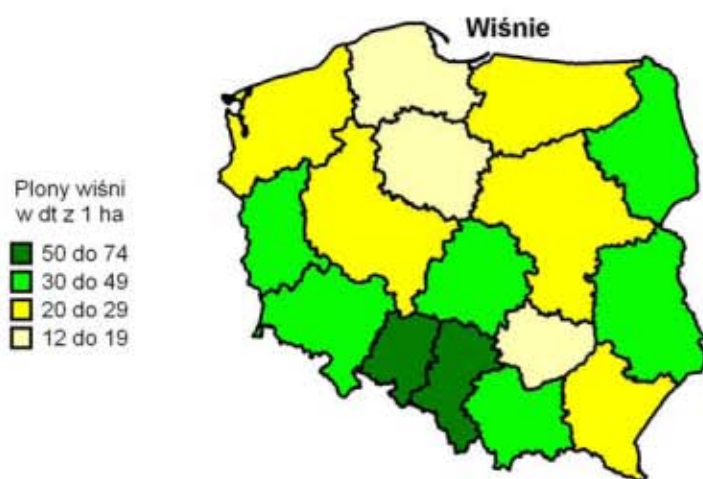 Wiśnie
Plony wiśni
w dt z 1 ha
50 do 74
30 do 49
20 do 29
12 do 19